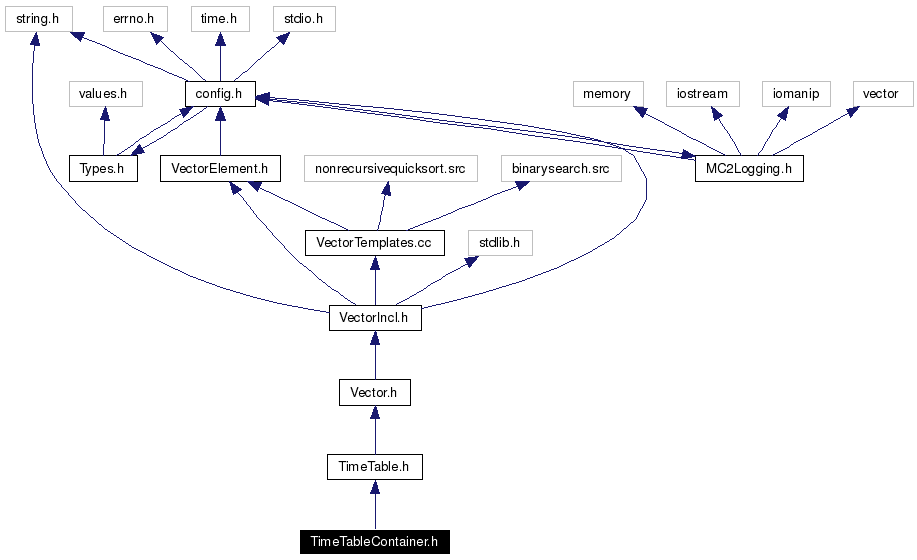 string.h
errno.h
time.h
stdio.h
values.h
config.h
memory
iostream
iomanip
vector
Types.h
VectorElement.h
nonrecursivequicksort.src
binarysearch.src
MC2Logging.h
VectorTemplates.cc
stdlib.h
VectorIncl.h
Vector.h
TimeTable.h
TimeTableContainer.h